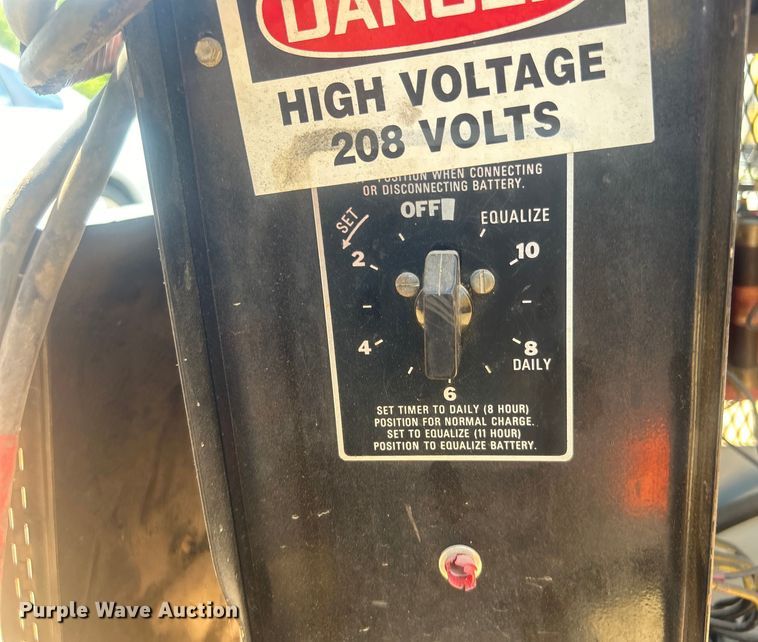 DANGER
HIGH VOLTAGE
208 VOLTS
POSITION WHEN CONNECTING
OR DISCONNECTING BATTERY.
OFF
SET
EQUALIZE
2
10
4
8
DAILY
6
SET TIMER TO DAILY (8 HOUR)
POSITION FOR NORMAL CHARGE.
SET TO EQUALIZE (11 HOUR)
POSITION TO EQUALIZE BATTERY.
Purple Wave Auction